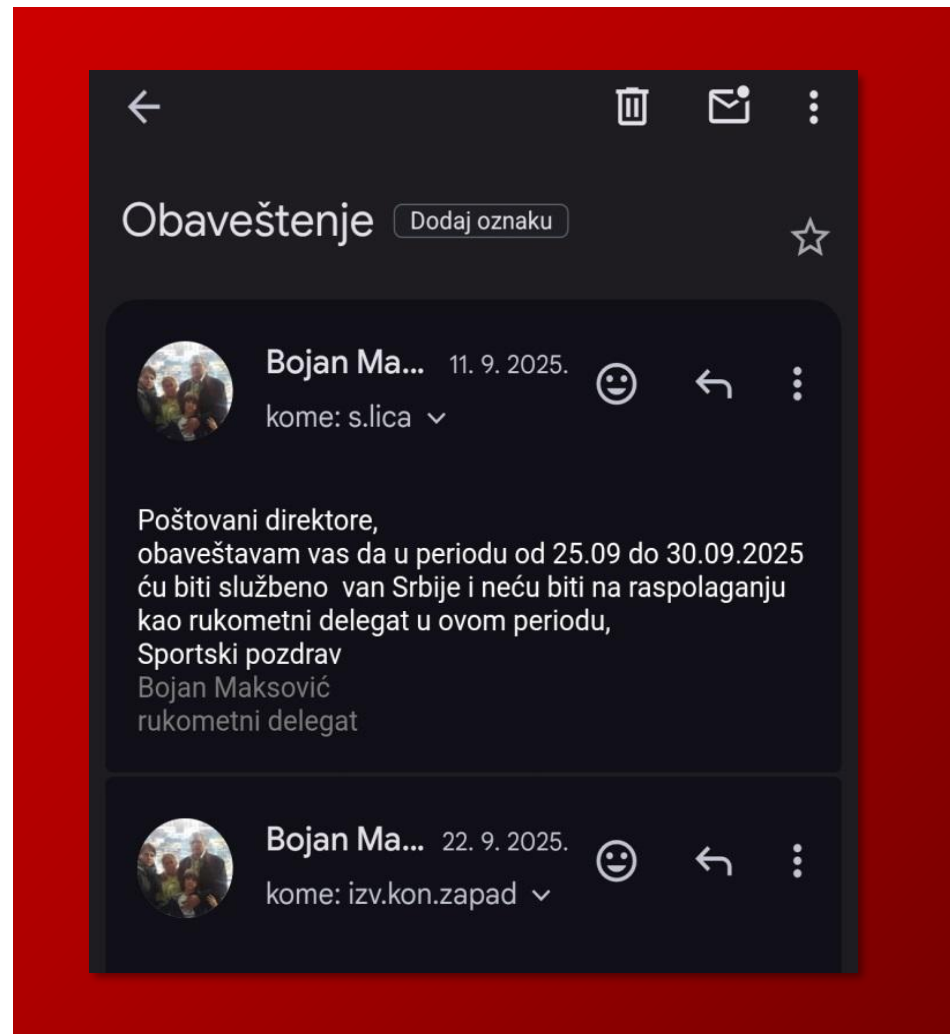 Obaveštenje Dodaj oznaku
Bojan Ma... 11. 9. 2025.
kome: s.lica
Poštovani direktore,
obaveštavam vas da u periodu od 25.09 do 30.09.2025
ću biti službeno  van Srbije i neću biti na raspolaganju
kao rukometni delegat u ovom periodu,
Sportski pozdrav
Bojan Maksović
rukometni delegat
Bojan Ma... 22. 9. 2025.
kome: izv.kon.zapad